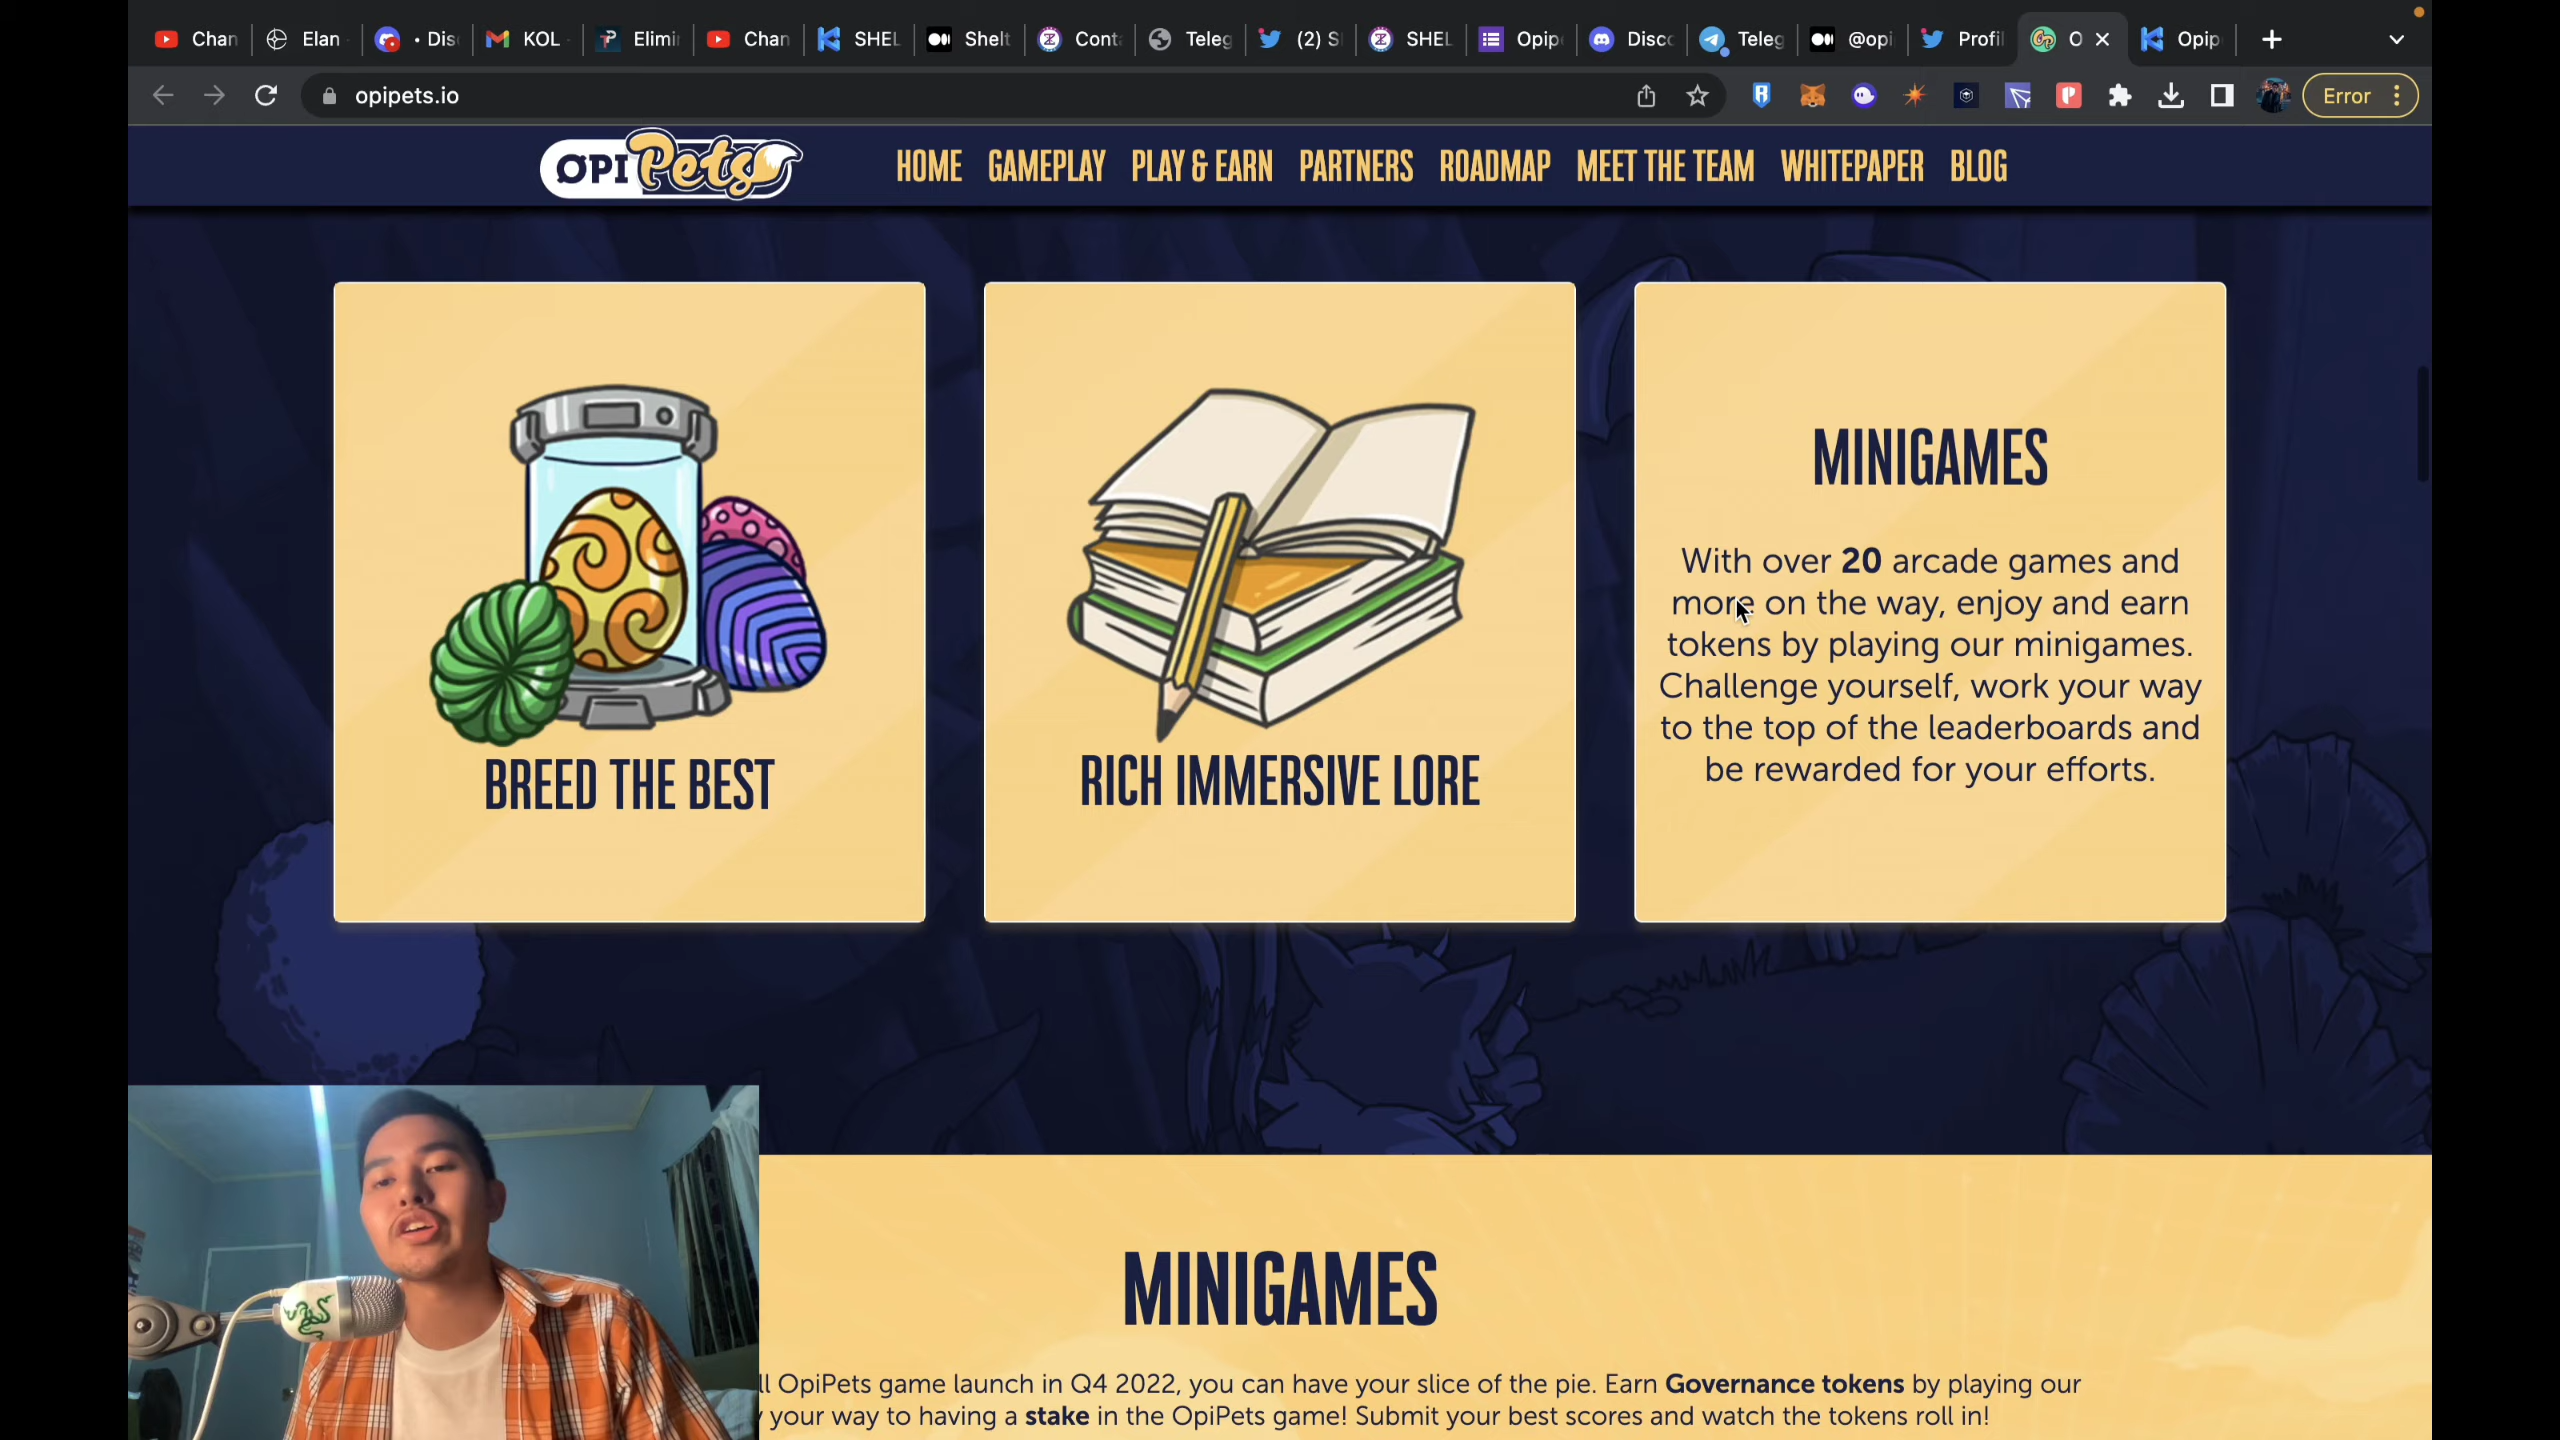 Chan
Elan
• Dis
KOL
Elimi
Chan
SHEL
Shelt
Cont
Teleg
(2) S
SHEL
Opip
Disc
Teleg
@opi
Profil
O
Opip
opipets.io
Error
OPI Pets
HOME GAMEPLAY PLAY & EARN PARTNERS ROADMAP MEET THE TEAM WHITEPAPER BLOG
BREED THE BEST
RICH IMMERSIVE LORE
MINIGAMES
With over 20 arcade games and
more on the way, enjoy and earn
tokens by playing our minigames.
Challenge yourself, work your way
to the top of the leaderboards and
be rewarded for your efforts.
MINIGAMES
OpiPets game launch in Q4 2022, you can have your slice of the pie. Earn Governance tokens by playing our
your way to having a stake in the OpiPets game! Submit your best scores and watch the tokens roll in!